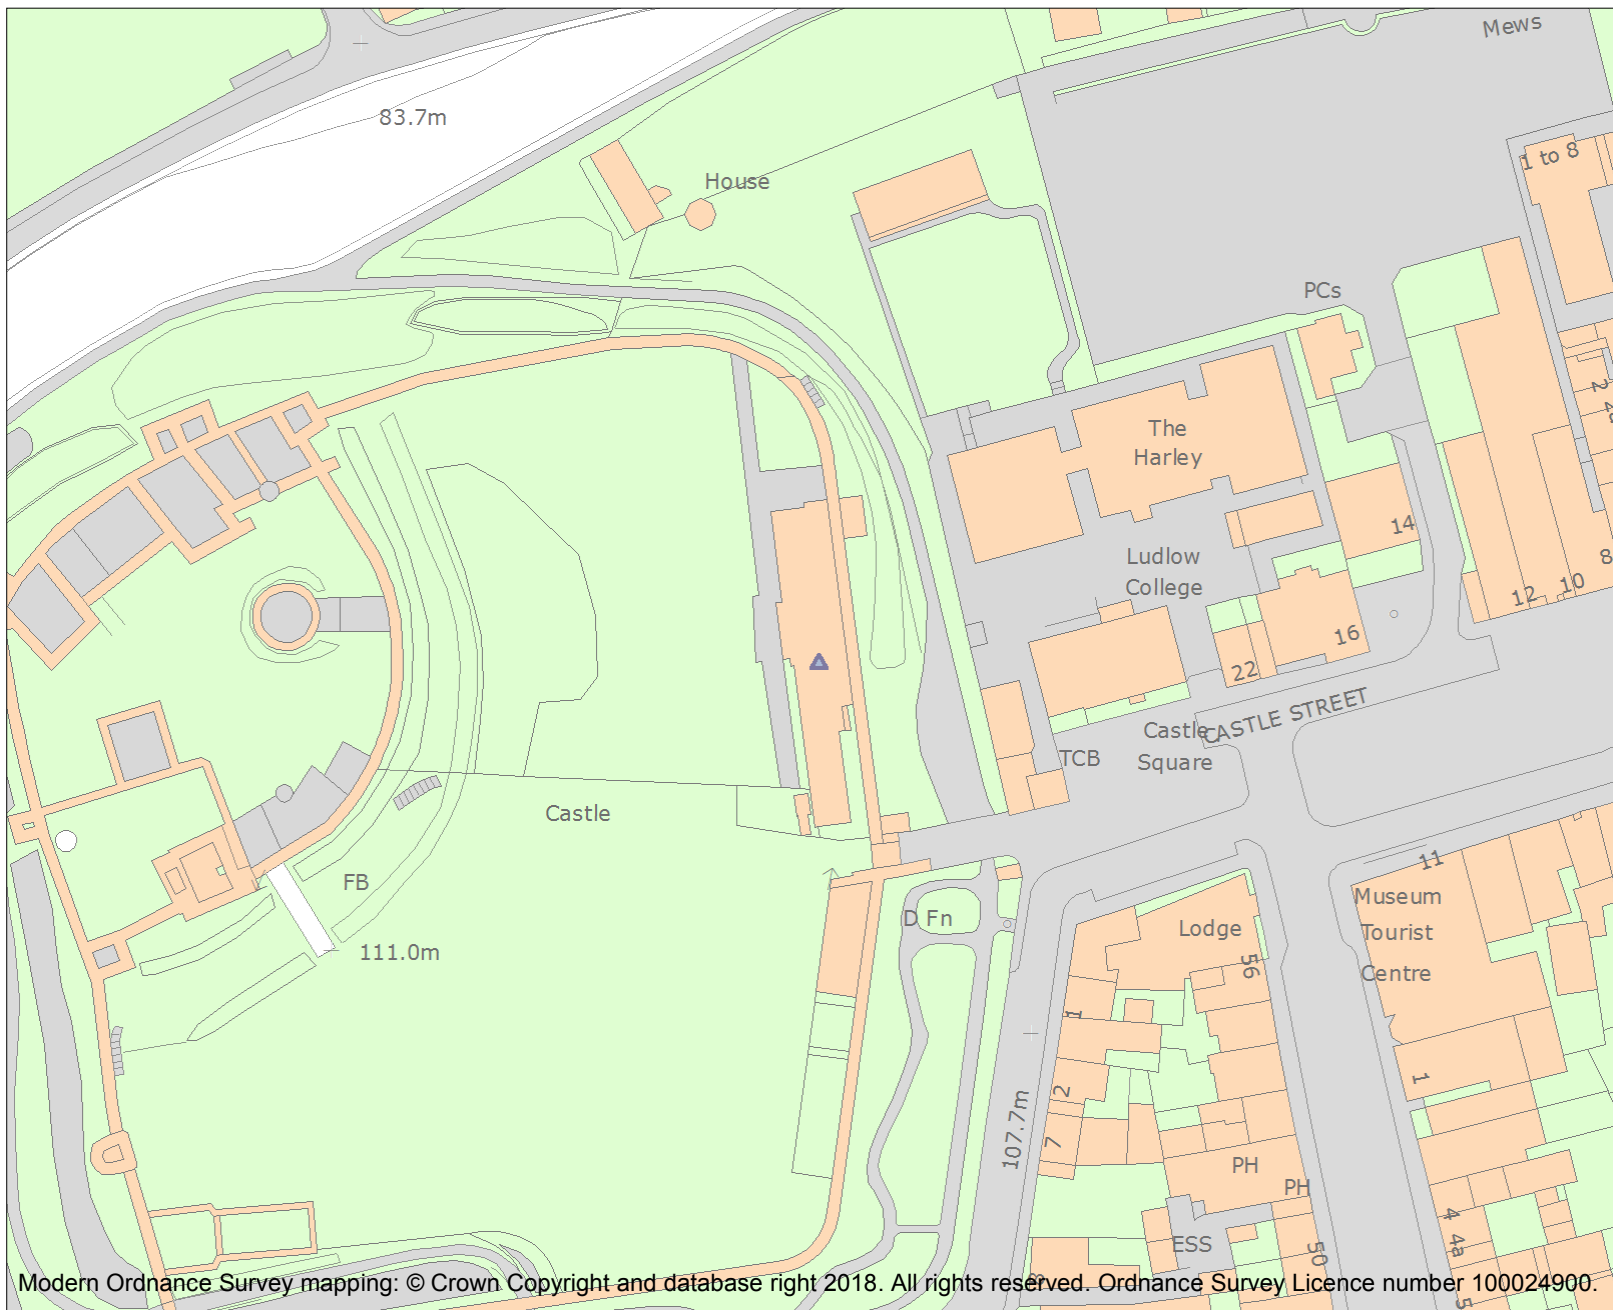 Mews
83.7m
1 to 8
House
PCs
2
The
Harley
14
Ludlow
College
8
10
12
16
22
CASTLE STREET
Castle
Square
TCB
Castle
11
FB
Museum
D Fn
Lodge
Tourist
111.0m
56
Centre
1
1
2
107.7m
7
PH
PH
4
ESS
4a
50
5
Modern Ordnance Survey mapping: © Crown Copyright and database right 2018. All rights reserved. Ordnance Survey Licence number 100024900.